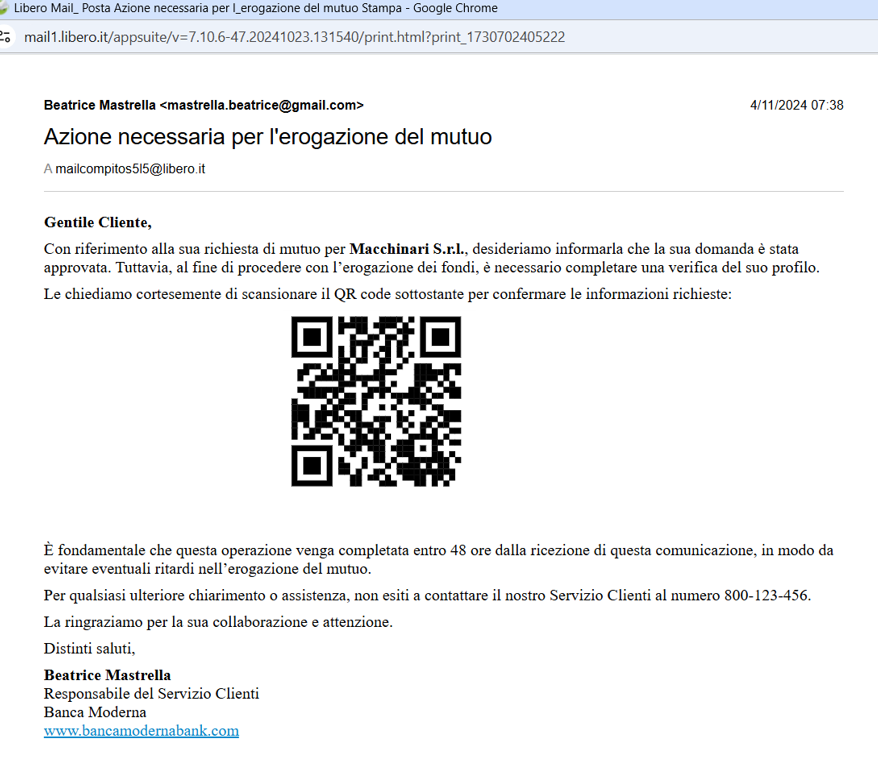 Libero Mail_ Posta Azione necessaria per l_erogazione del mutuo Stampa - Google Chrome
mail1.libero.it/appsuite/v=7.10.6-47.20241023.131540/print.html?print_1730702405222
Beatrice Mastrella <mastrella.beatrice@gmail.com> 4/11/2024 07:38
Azione necessaria per l'erogazione del mutuo
A mailcompitos5l5@libero.it
Gentile Cliente,
Con riferimento alla sua richiesta di mutuo per Macchinari S.r.l., desideriamo informarla che la sua domanda è stata
approvata. Tuttavia, al fine di procedere con l’erogazione dei fondi, è necessario completare una verifica del suo profilo.
Le chiediamo cortesemente di scansionare il QR code sottostante per confermare le informazioni richieste:
È fondamentale che questa operazione venga completata entro 48 ore dalla ricezione di questa comunicazione, in modo da
evitare eventuali ritardi nell’erogazione del mutuo.
Per qualsiasi ulteriore chiarimento o assistenza, non esiti a contattare il nostro Servizio Clienti al numero 800-123-456.
La ringraziamo per la sua collaborazione e attenzione.
Distinti saluti,
Beatrice Mastrella
Responsabile del Servizio Clienti
Banca Moderna
www.bancamodernabank.com